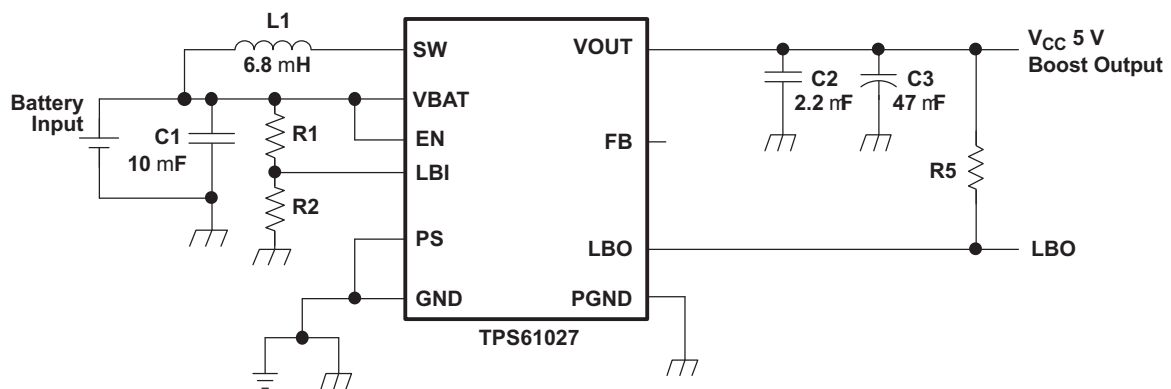 L1
6.8 mH
SW
VOUT
VCC 5 V
Boost Output
Battery
Input
C1
10 mF
VBAT
R1
EN
LBI
R2
C2
2.2 mF
C3
47 mF
FB
R5
PS
LBO
LBO
GND
PGND
TPS61027